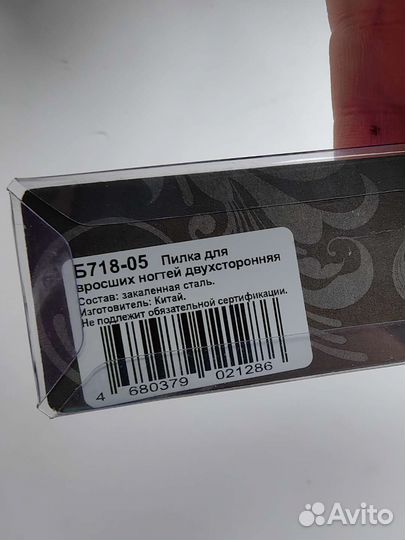 Б718-05 Пилка для
вросших ногтей двухсторонняя
Состав: закаленная сталь.
Изготовитель: Китай.
Не подлежит обязательной сертификации.
4 680379 021286
Avito